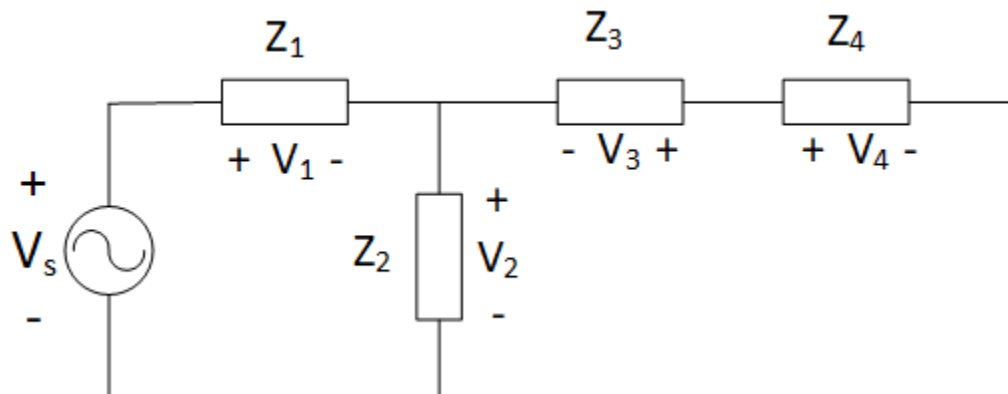 Z₁
Z₃
Z₄
+ V₁ -
- V₃ +
+ V₄ -
+
Vₛ
-
Z₂
+
V₂
-